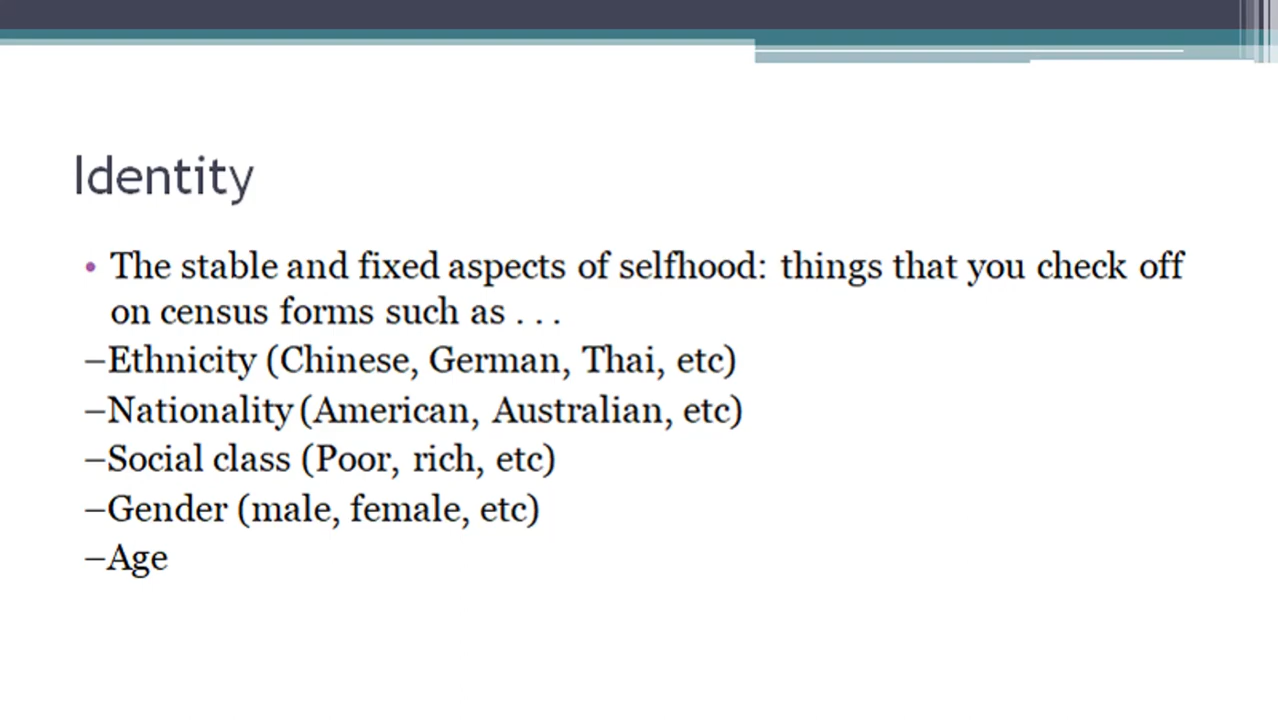 Identity
• The stable and fixed aspects of selfhood: things that you check off
on census forms such as . . .
–Ethnicity (Chinese, German, Thai, etc)
–Nationality (American, Australian, etc)
–Social class (Poor, rich, etc)
–Gender (male, female, etc)
–Age